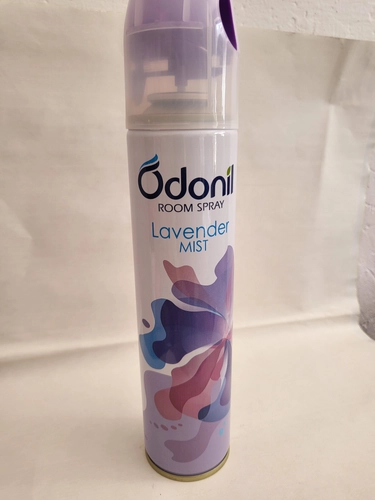 Odonil
ROOM SPRAY
Lavender
MIST